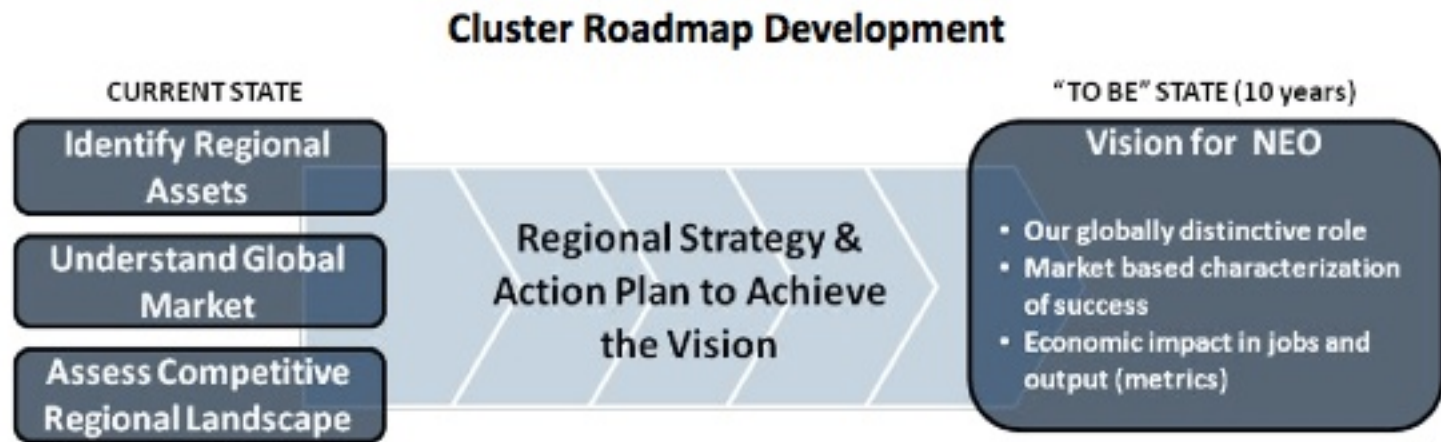 Cluster Roadmap Development
CURRENT STATE
Identify Regional
Assets
Understand Global
Market
Assess Competitive
Regional Landscape
Regional Strategy &
Action Plan to Achieve
the Vision
"TO BE" STATE (10 years)
Vision for NEO
• Our globally distinctive role
• Market based characterization
of success
• Economic impact in jobs and
output (metrics)